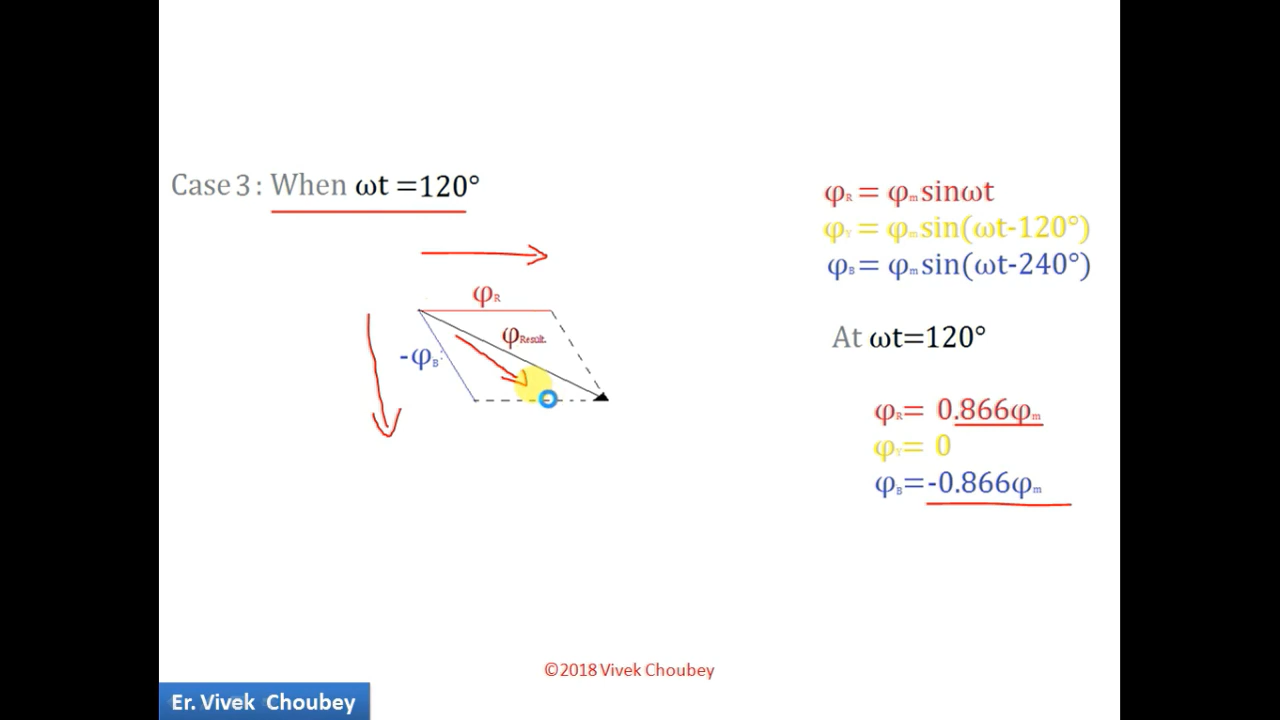 Case 3 : When ωt =120°
φR = φm sinωt
φY = φm sin(ωt-120°)
φB = φm sin(ωt-240°)
φR
φResult.
-φB
At ωt=120°
φR= 0.866φm
φY= 0
φB=-0.866φm
©2018 Vivek Choubey
Er. Vivek Choubey